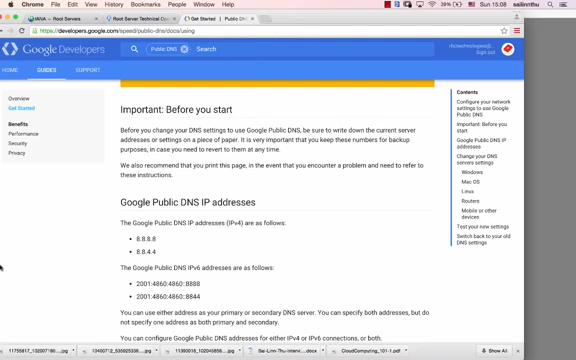 Chrome File Edit View History Bookmarks People Window Help 39% Sun 15:08 sailinnthu
IANA — Root Servers Root Server Technical Op Get Started | Public DN
https://developers.google.com/speed/public-dns/docs/using
Google Developers Public DNS Search
Sign out
HOME GUIDES SUPPORT
Overview
Get Started
Benefits
Performance
Security
Privacy
Important: Before you start
Before you change your DNS settings to use Google Public DNS, be sure to write down the current server
addresses or settings on a piece of paper. It is very important that you keep these numbers for backup
purposes, in case you need to revert to them at any time.
We also recommend that you print this page, in the event that you encounter a problem and need to refer to
these instructions.
Google Public DNS IP addresses
The Google Public DNS IP addresses (IPv4) are as follows:
• 8.8.8.8
• 8.8.4.4
The Google Public DNS IPv6 addresses are as follows:
• 2001:4860:4860::8888
• 2001:4860:4860::8844
You can use either address as your primary or secondary DNS server. You can specify both addresses, but do
not specify one address as both primary and secondary.
You can configure Google Public DNS addresses for either IPv4 or IPv6 connections, or both.
Contents
Configure your network
settings to use Google
Public DNS
Important: Before you
start
Google Public DNS IP
addresses
Change your DNS
servers settings
Windows
Mac OS
Linux
Routers
Mobile or other
devices
Test your new settings
Switch back to your old
DNS settings
Sai-Linn-Thu-Interv....docx CloudComputing_101-1.pdf Show All